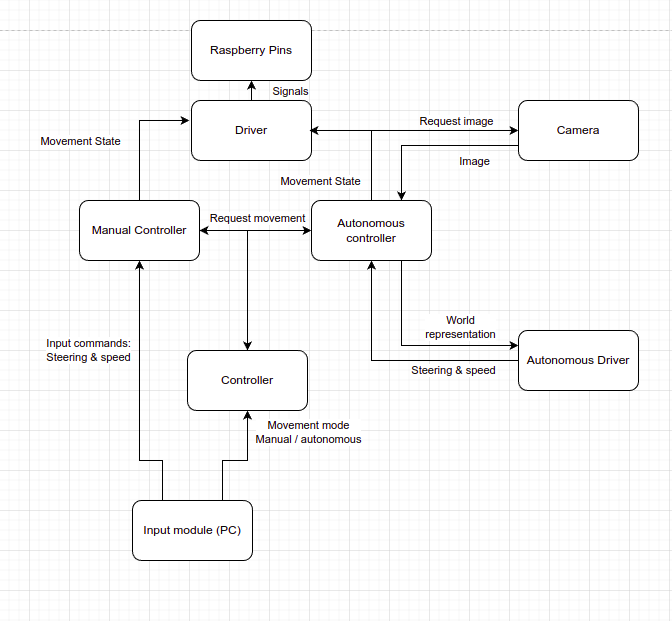 Raspberry Pins
Signals
Driver
Request image
Camera
Movement State
Image
Movement State
Manual Controller
Request movement
Autonomous
controller
Input commands:
Steering & speed
World
representation
Autonomous Driver
Steering & speed
Controller
Movement mode
Manual / autonomous
Input module (PC)